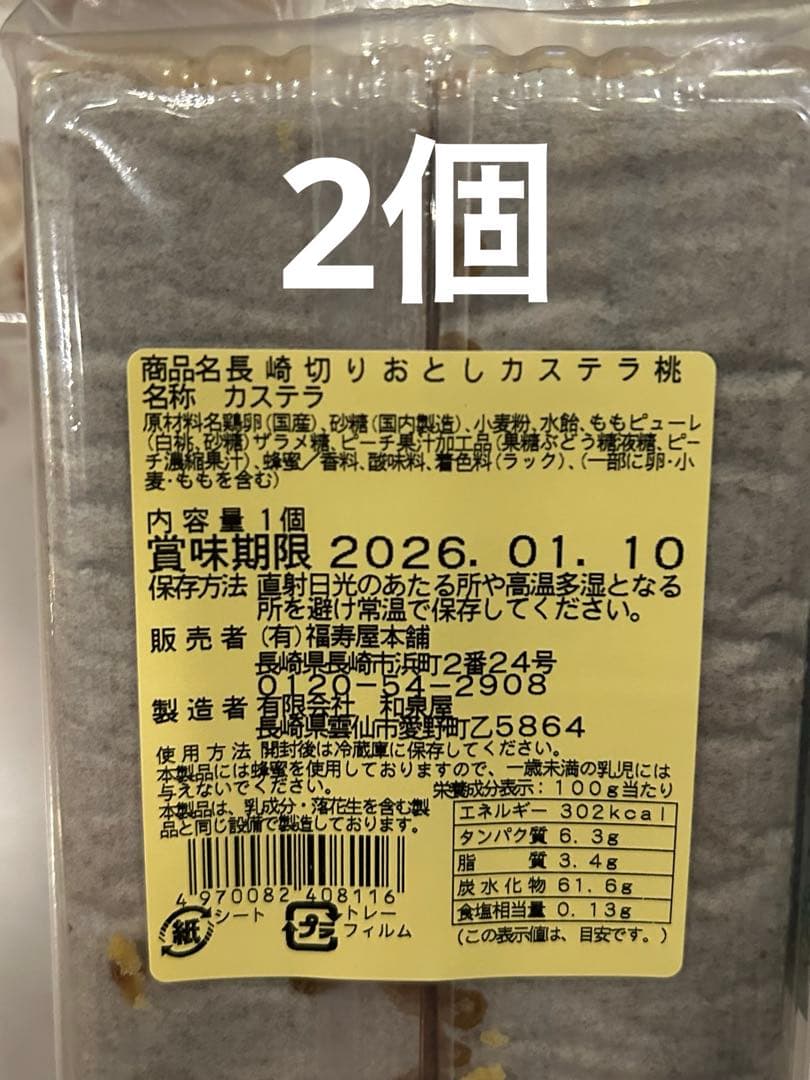 2個
商品名長崎切りおとしカステラ桃
名称 カステラ
原材料名鶏卵(国産)、砂糖(国内製造)、小麦粉、水飴、ももピューレ
(白桃、砂糖)ザラメ糖、ピーチ果汁加工品(果糖ぶどう糖液糖、ピー
チ濃縮果汁)、蜂蜜/香料、酸味料、着色料(ラック)、(一部に卵・小
麦・ももを含む)
内容量 1個
賞味期限 2026. 01. 10
保存方法 直射日光のあたる所や高温多湿となる
所を避け常温で保存してください。
販売者 (有)福寿屋本舗
長崎県長崎市浜町2番24号
0120-54-2908
製造者 有限会社 和泉屋
長崎県雲仙市愛野町乙5864
使用方法 開封後は冷蔵庫に保存してください。
本製品には蜂蜜を使用しておりますので、一歳未満の乳児には
与えないでください。
栄養成分表示:100g当たり
本製品は、乳成分・落花生を含む製
品と同じ設備で製造しております。
エネルギー 302kcal
タンパク質 6.3g
脂質 3.4g
炭水化物 61.6g
食塩相当量 0.13g
(この表示値は、目安です。)
4 970082 408116
紙 シート
プラ トレー
フィルム